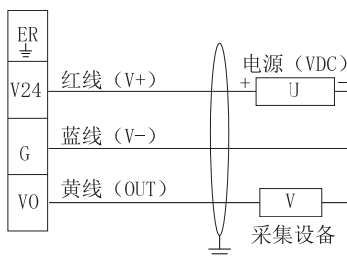 ER
V24
G
VO
红线（V+）
蓝线（V-）
黄线（OUT）
电源（VDC）
+ U -
V
采集设备